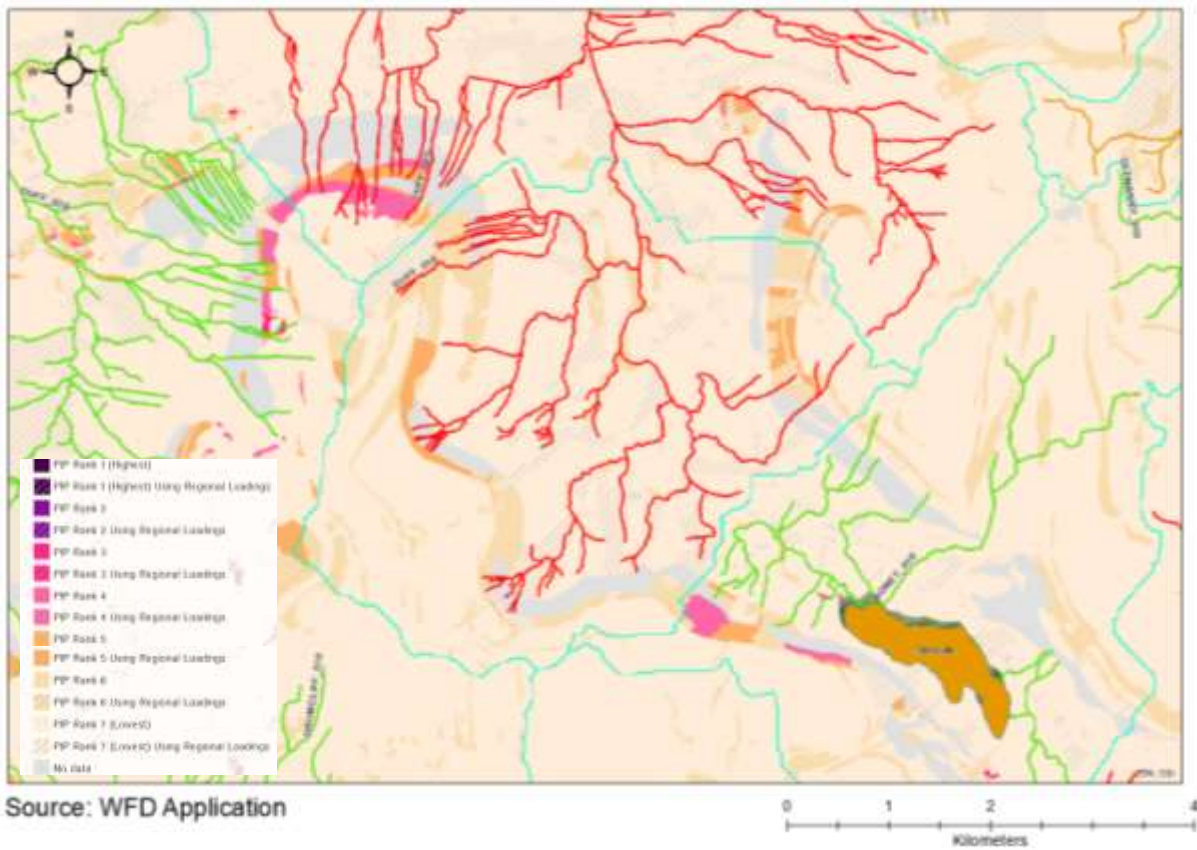 N
W E
S
PIP Rank 1 (Highest)
PIP Rank 1 (Highest) Using Regional Loadings
PIP Rank 2
PIP Rank 2 Using Regional Loadings
PIP Rank 3
PIP Rank 3 Using Regional Loadings
PIP Rank 4
PIP Rank 4 Using Regional Loadings
PIP Rank 5
PIP Rank 5 Using Regional Loadings
PIP Rank 6
PIP Rank 6 Using Regional Loadings
PIP Rank 7 (Lowest)
PIP Rank 7 (Lowest) Using Regional Loadings
No data
Source: WFD Application
0 1 2 4
Kilometers